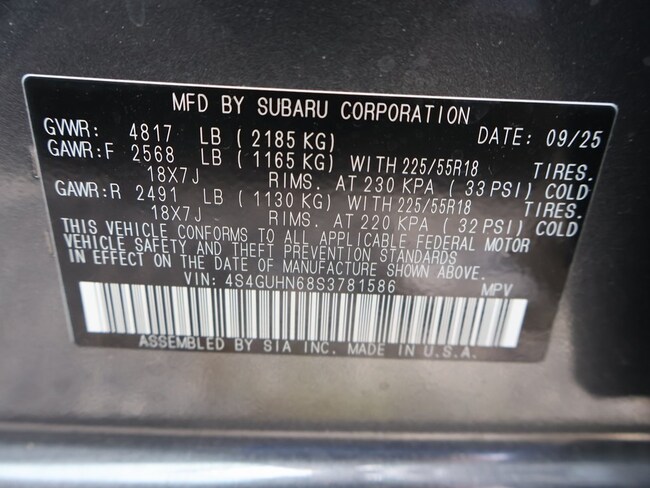 MFD BY SUBARU CORPORATION
GVWR: 4817 LB (2185 KG) DATE: 09/25
GAWR:F 2568 LB (1165 KG) WITH 225/55R18 TIRES.
18X7J RIMS. AT 230 KPA (33 PSI) COLD
GAWR:R 2491 LB (1130 KG) WITH 225/55R18 TIRES.
18X7J RIMS. AT 220 KPA (32 PSI) COLD
THIS VEHICLE CONFORMS TO ALL APPLICABLE FEDERAL MOTOR
VEHICLE SAFETY AND THEFT PREVENTION STANDARDS
IN EFFECT ON THE DATE OF MANUFACTURE SHOWN ABOVE.
VIN: 4S4GUHN68S3781586 MPV
ASSEMBLED BY SIA INC. MADE IN U.S.A.